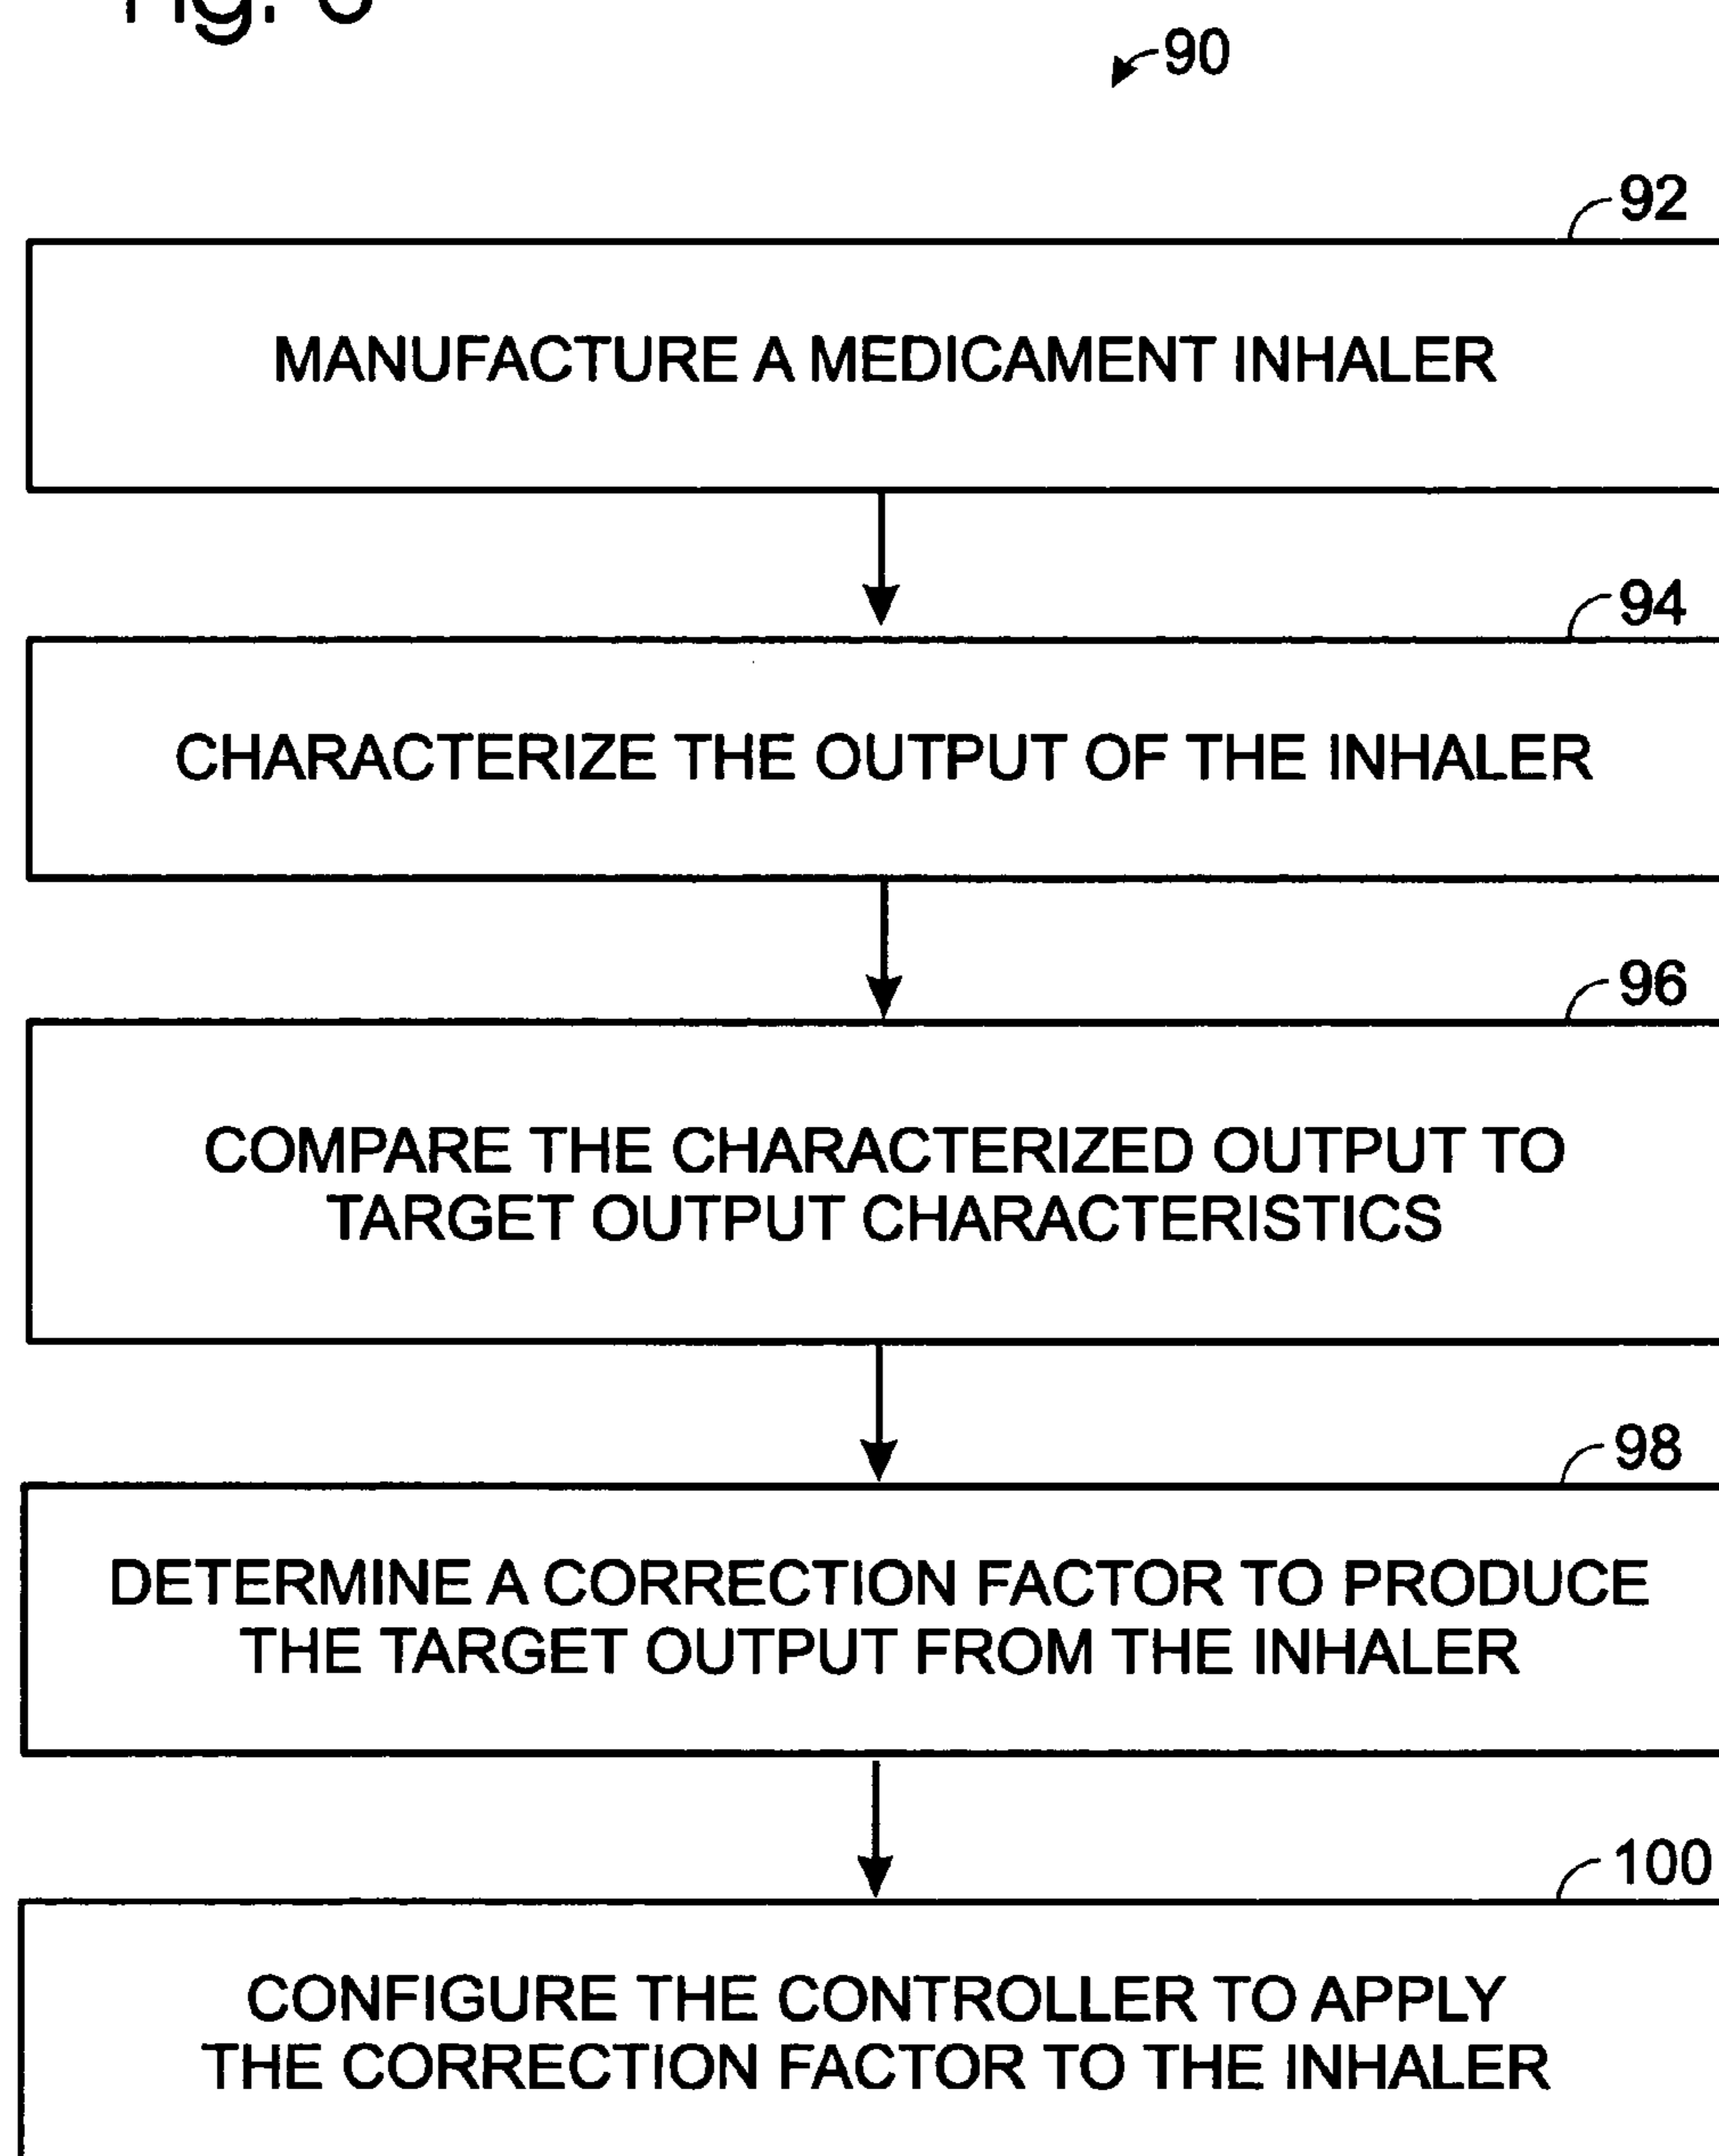 90
92
MANUFACTURE A MEDICAMENT INHALER
94
CHARACTERIZE THE OUTPUT OF THE INHALER
96
COMPARE THE CHARACTERIZED OUTPUT TO
TARGET OUTPUT CHARACTERISTICS
98
DETERMINE A CORRECTION FACTOR TO PRODUCE
THE TARGET OUTPUT FROM THE INHALER
100
CONFIGURE THE CONTROLLER TO APPLY
THE CORRECTION FACTOR TO THE INHALER